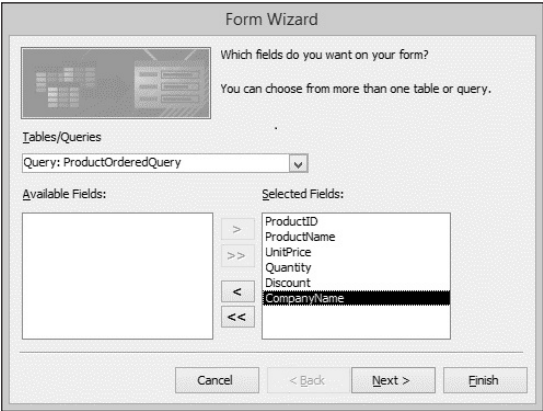 Form Wizard
Which fields do you want on your form?
You can choose from more than one table or query.
Tables/Queries
Query: ProductOrderedQuery
Available Fields:
Selected Fields:
ProductID
ProductName
UnitPrice
Quantity
Discount
CompanyName
>
>>
<
<<
Cancel
< Back
Next >
Finish